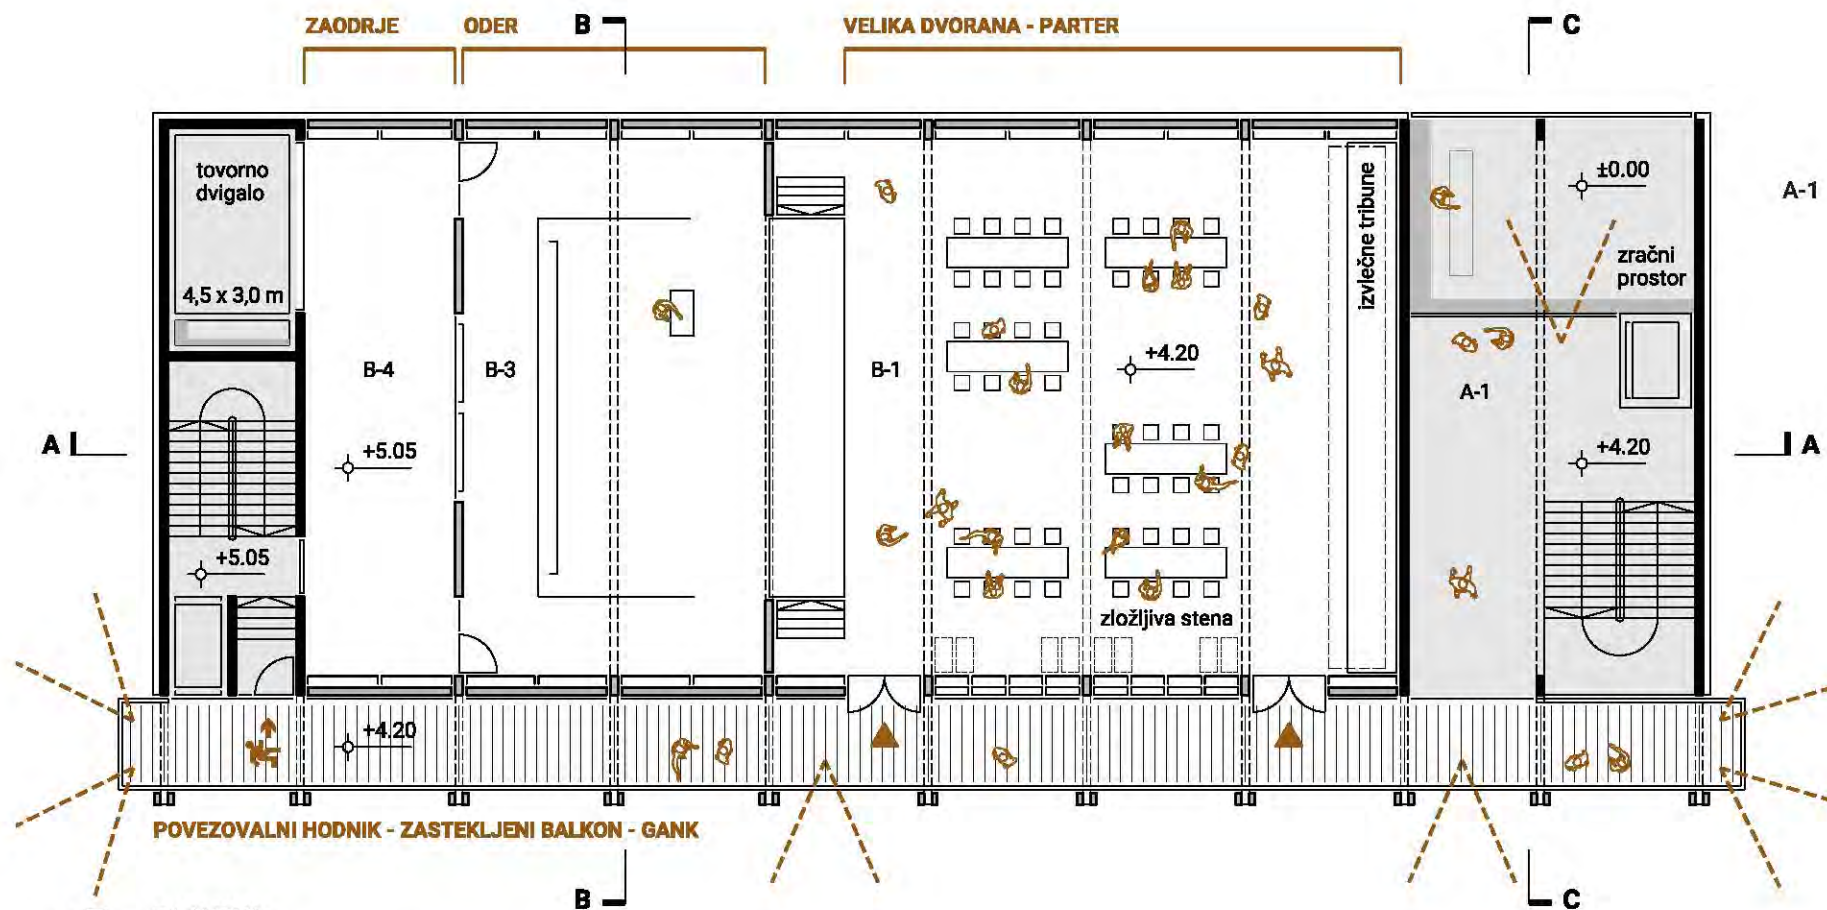 ZAODRJE
ODER
B
VELIKA DVORANA - PARTER
C
tovorno
dvigalo
4,5 x 3,0 m
izvlečne tribune
±0.00
A-1
zračni
prostor
B-4
B-3
B-1
+4.20
A-1
A
+5.05
+4.20
A
+5.05
zložljiva stena
+4.20
POVEZOVALNI HODNIK - ZASTEKLJENI BALKON - GANK
B
C